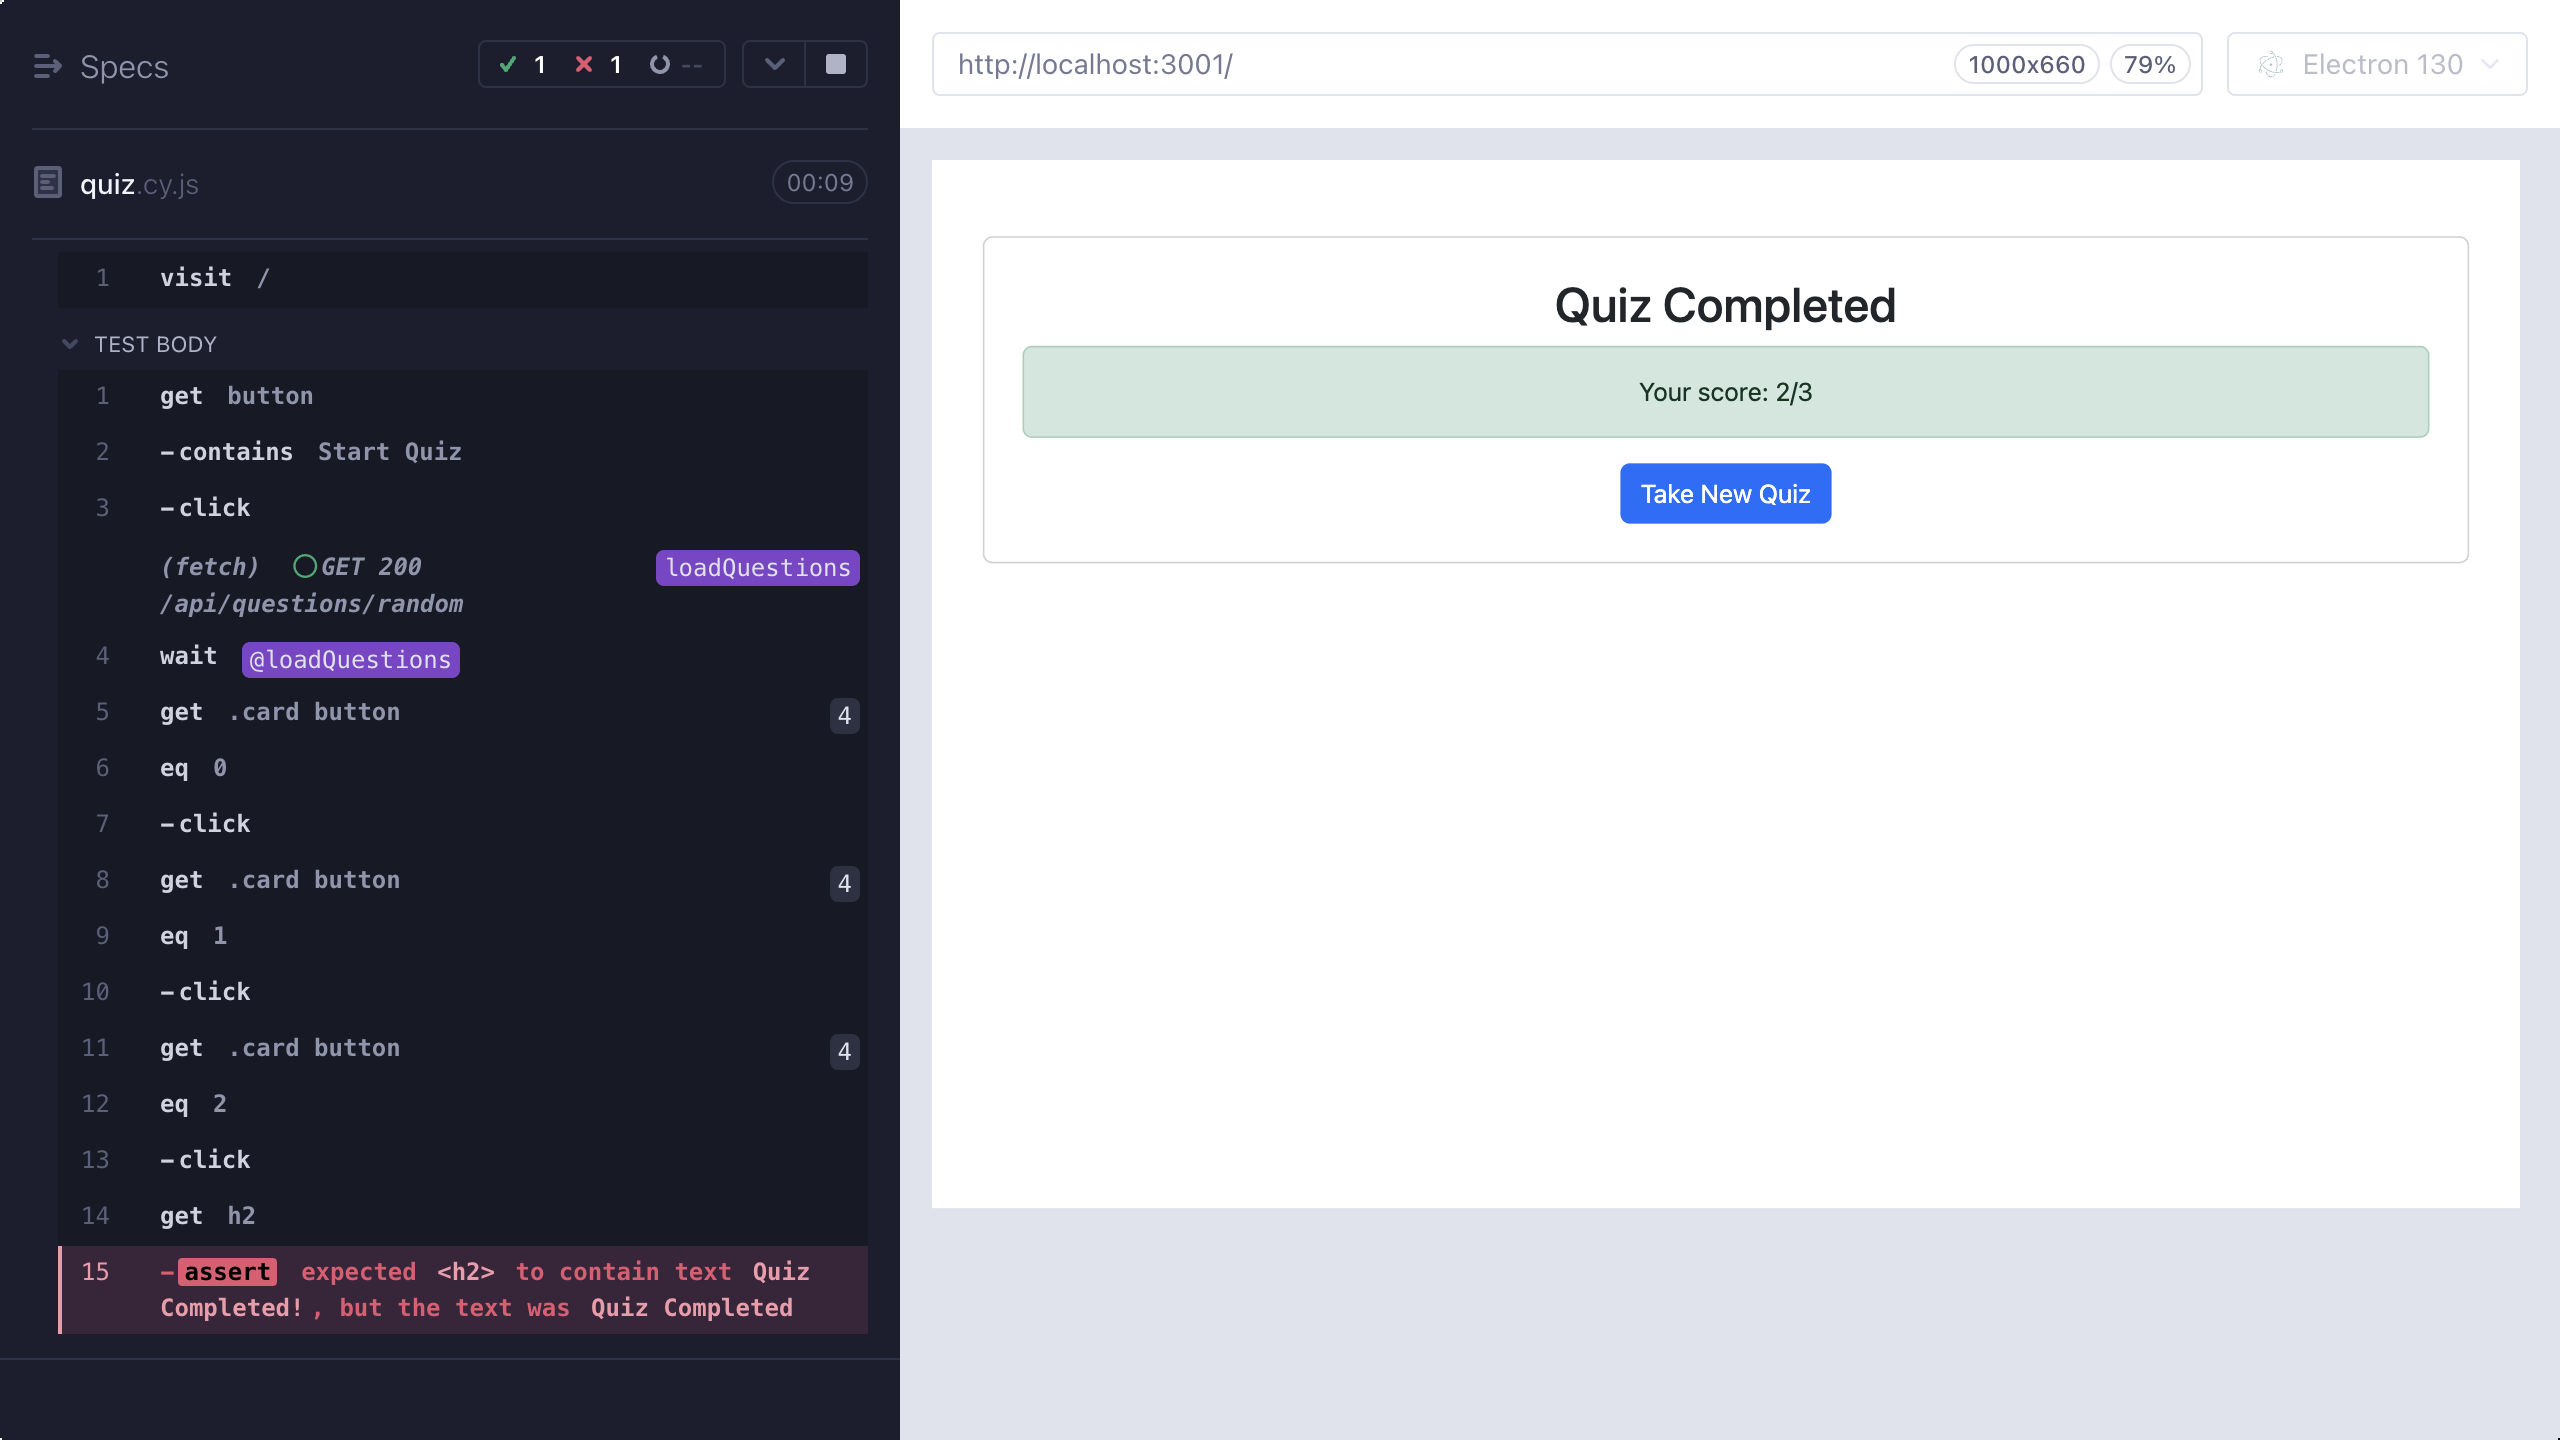 Specs
1 1 --
quiz.cy.js 00:09
1 visit /
TEST BODY
1 get button
2 -contains Start Quiz
3 -click
(fetch) GET 200 loadQuestions
/api/questions/random
4 wait @loadQuestions
5 get .card button 4
6 eq 0
7 -click
8 get .card button 4
9 eq 1
10 -click
11 get .card button 4
12 eq 2
13 -click
14 get h2
15 -assert expected <h2> to contain text Quiz
Completed!, but the text was Quiz Completed
http://localhost:3001/ 1000x660 79% Electron 130
Quiz Completed
Your score: 2/3
Take New Quiz